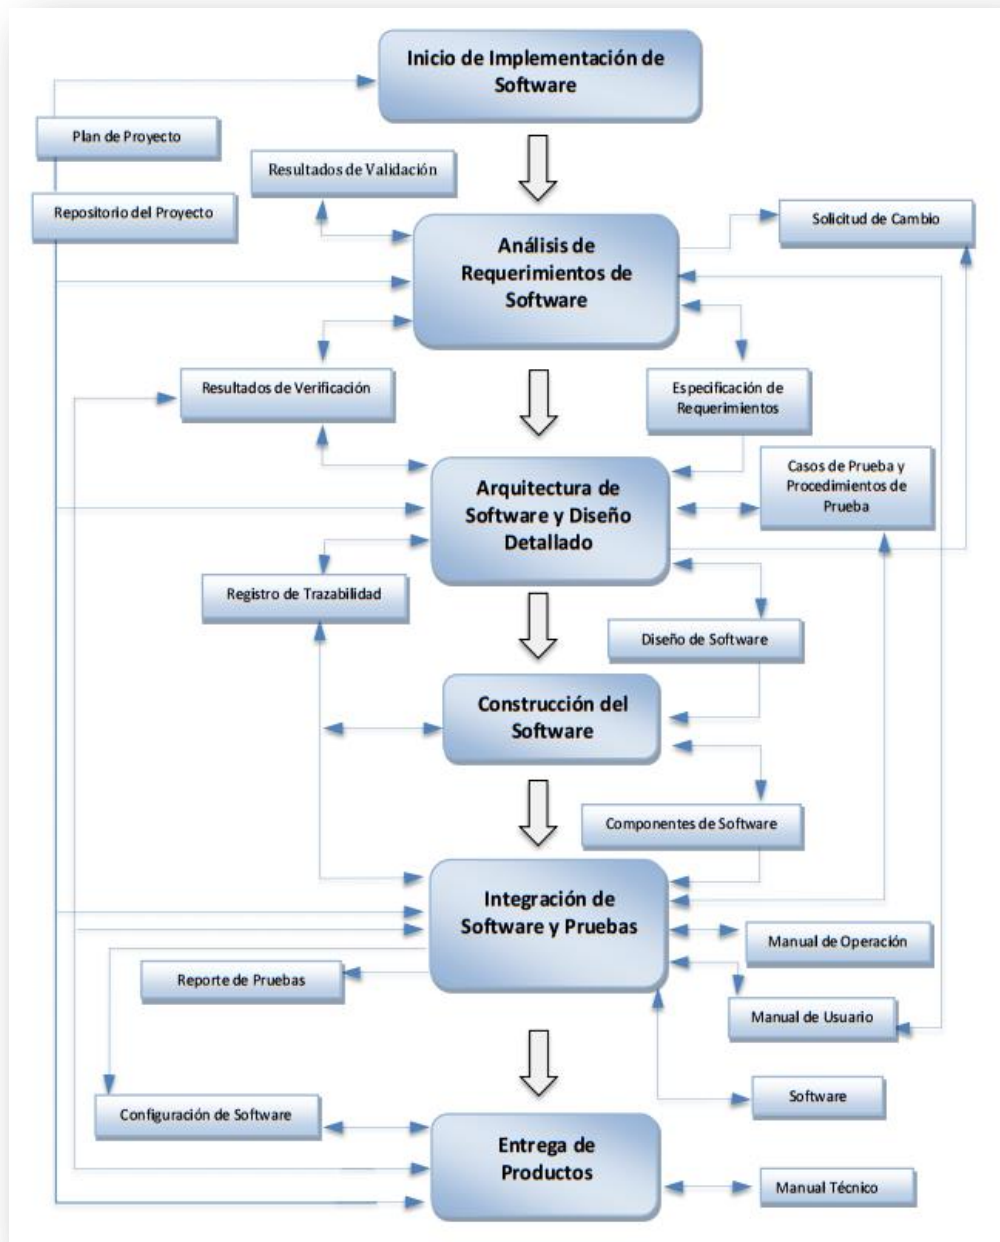 Inicio de Implementación de
Software
Plan de Proyecto
Resultados de Validación
Repositorio del Proyecto
Solicitud de Cambio
Análisis de
Requerimientos de
Software
Resultados de Verificación
Especificación de
Requerimientos
Casos de Prueba y
Procedimientos de
Prueba
Arquitectura de
Software y Diseño
Detallado
Registro de Trazabilidad
Diseño de Software
Construcción del
Software
Componentes de Software
Integración de
Software y Pruebas
Manual de Operación
Reporte de Pruebas
Manual de Usuario
Software
Configuración de Software
Entrega de
Productos
Manual Técnico